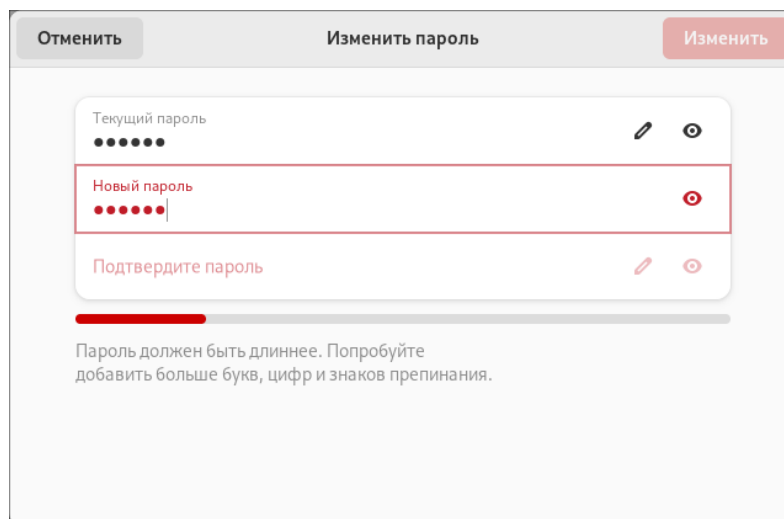 Отменить
Изменить пароль
Изменить
Текущий пароль
●●●●●●
Новый пароль
●●●●●●
Подтвердите пароль
Пароль должен быть длиннее. Попробуйте
добавить больше букв, цифр и знаков препинания.